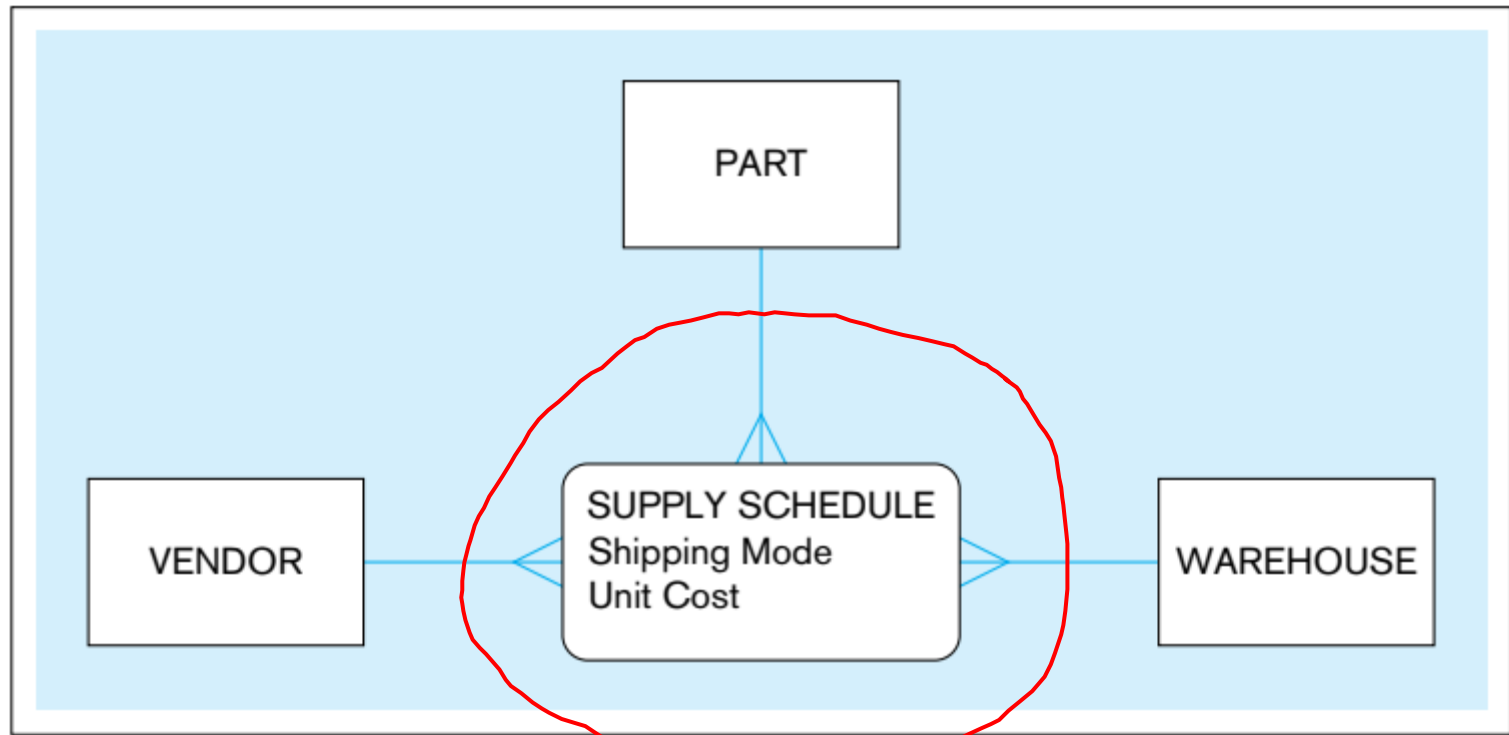 PART
VENDOR
SUPPLY SCHEDULE
Shipping Mode
Unit Cost
WAREHOUSE